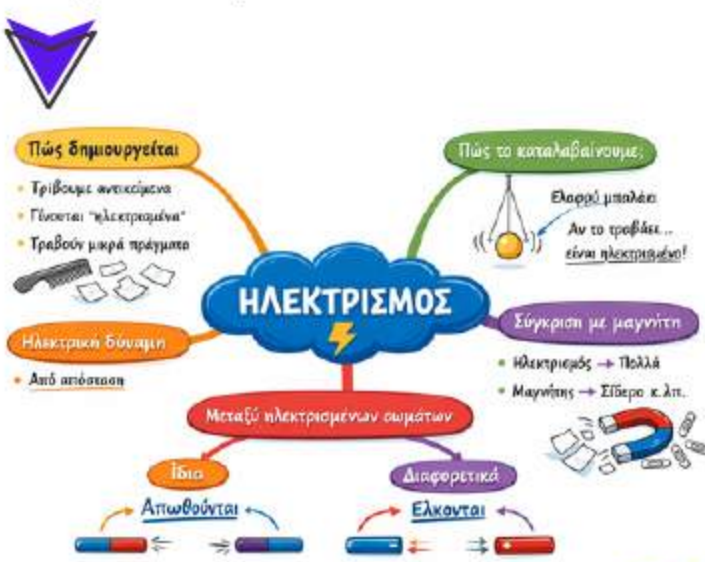 Πώς δημιουργείται
• Τρίβουμε αντικείμενα
• Γίνονται "ηλεκτρισμένα"
• Τραβούν μικρά πράγματα
Πώς το καταλαβαίνουμε;
Ελαφρύ μπαλάκι
Αν το τραβάει...
είναι ηλεκτρισμένο!
ΗΛΕΚΤΡΙΣΜΟΣ
Ηλεκτρική δύναμη
• Από απόσταση
Σύγκριση με μαγνήτη
• Ηλεκτρισμός → Πολλά
• Μαγνήτης → Σίδερο κ.λπ.
Μεταξύ ηλεκτρισμένων σωμάτων
Ίδια
Απωθούνται
Διαφορετικά
Έλκονται